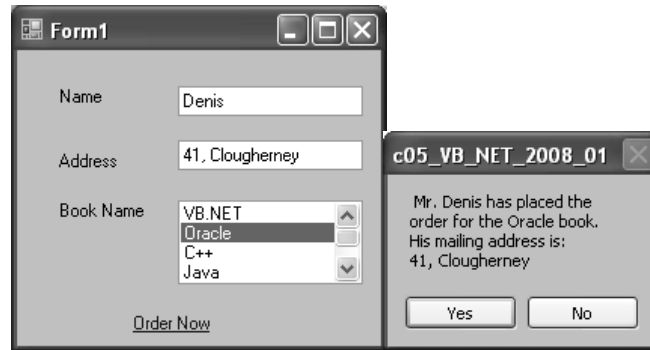 Form1
Name
Denis
Address
41, Clougherney
Book Name
VB.NET
Oracle
C++
Java
Order Now
c05_VB_NET_2008_01
Mr. Denis has placed the
order for the Oracle book.
His mailing address is:
41, Clougherney
Yes
No